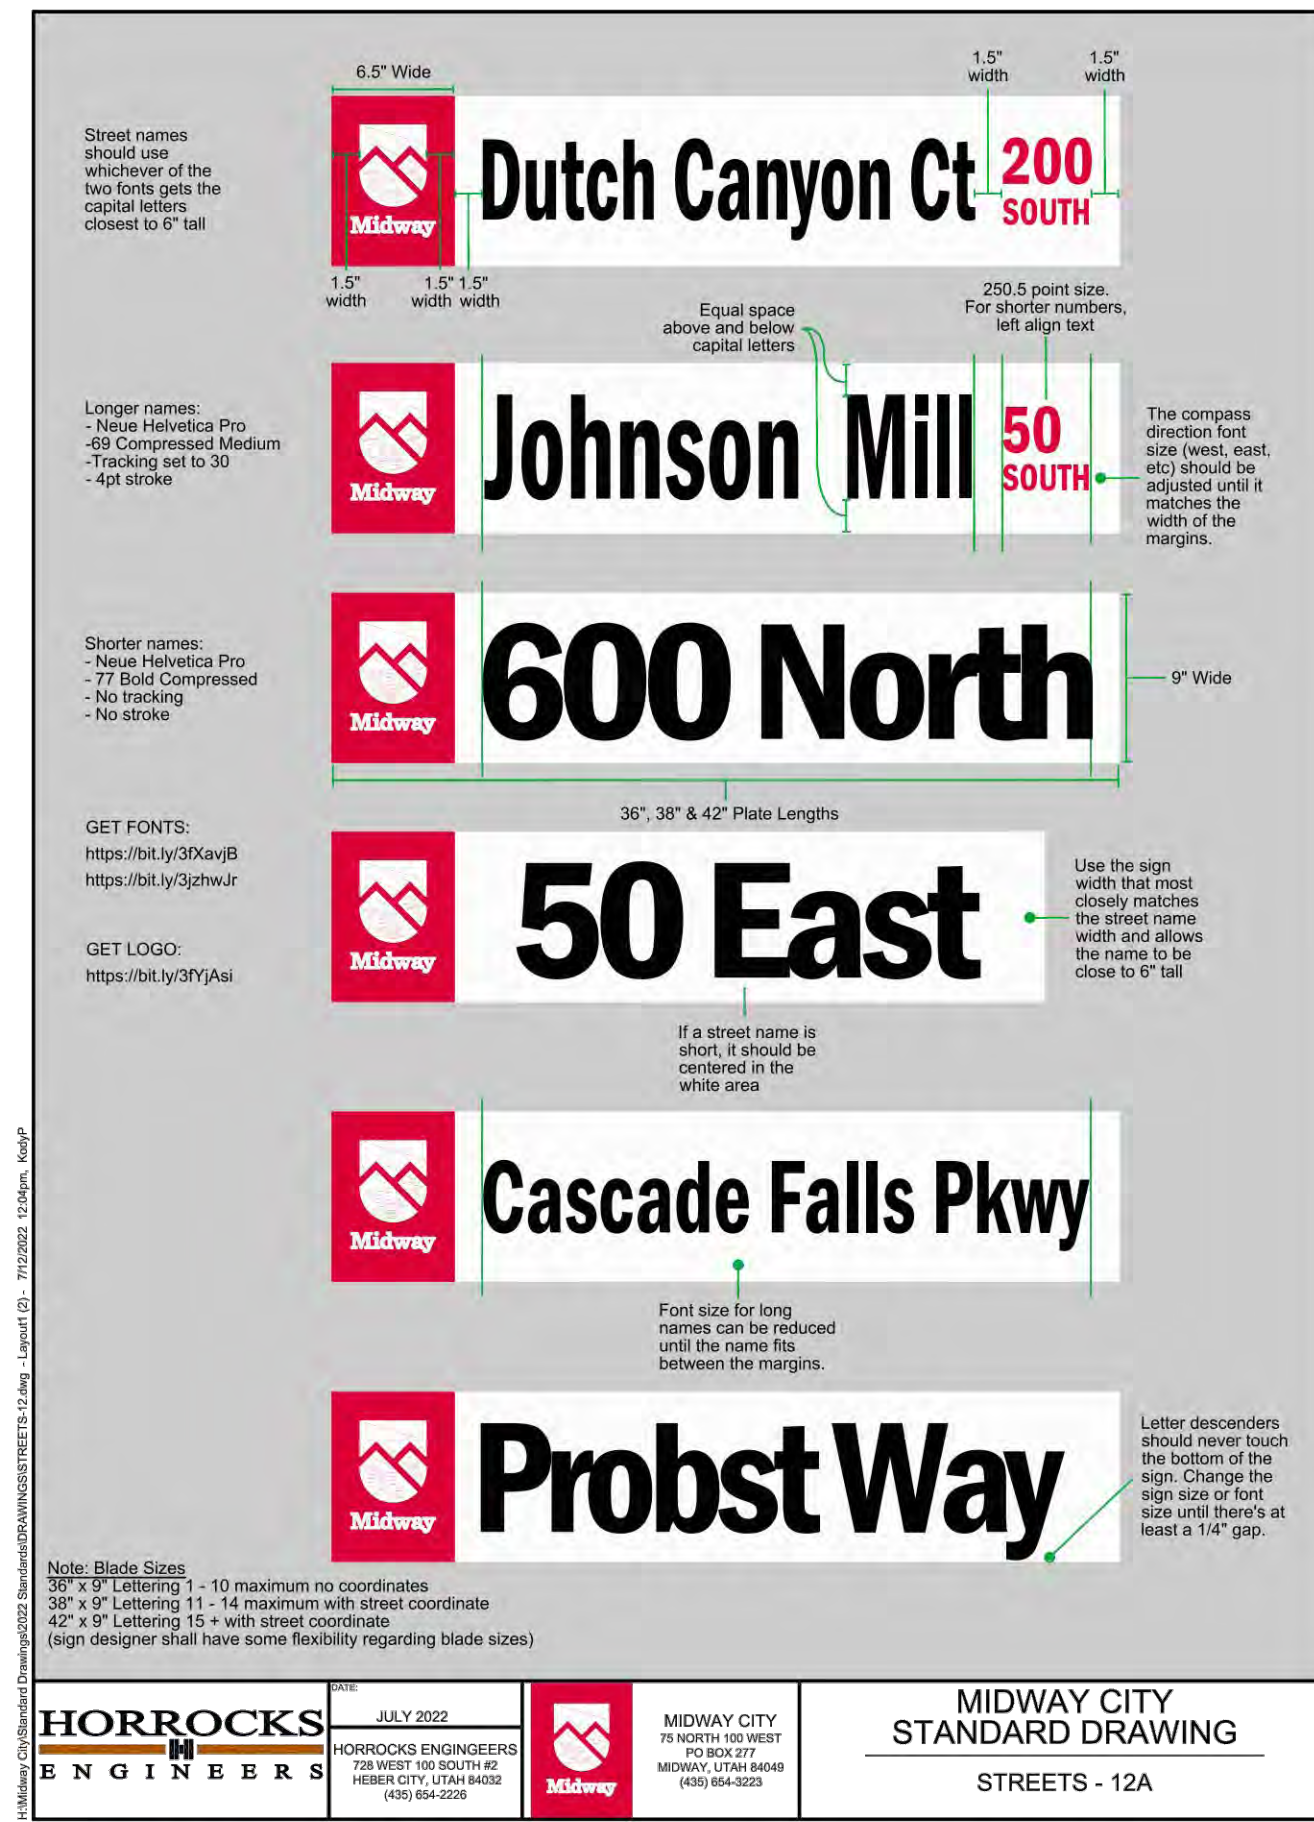 6.5" Wide
1.5"
width
1.5"
width
Street names
should use
whichever of the
two fonts gets the
capital letters
closest to 6" tall
Dutch Canyon Ct
200
SOUTH
Midway
1.5"
width
1.5"
width
1.5"
width
250.5 point size.
For shorter numbers,
left align text
Equal space
above and below
capital letters
Longer names:
- Neue Helvetica Pro
-69 Compressed Medium
-Tracking set to 30
- 4pt stroke
Midway
Johnson Mill
50
SOUTH
The compass
direction font
size (west, east,
etc) should be
adjusted until it
matches the
width of the
margins.
Shorter names:
- Neue Helvetica Pro
- 77 Bold Compressed
- No tracking
- No stroke
Midway
600 North
9" Wide
36", 38" & 42" Plate Lengths
GET FONTS:
https://bit.ly/3fXavjB
https://bit.ly/3jzhwJr
GET LOGO:
https://bit.ly/3fYjAsi
Midway
50 East
Use the sign
width that most
closely matches
the street name
width and allows
the name to be
close to 6" tall
If a street name is
short, it should be
centered in the
white area
Midway
Cascade Falls Pkwy
Font size for long
names can be reduced
until the name fits
between the margins.
Midway
Probst Way
Letter descenders
should never touch
the bottom of the
sign. Change the
sign size or font
size until there's at
least a 1/4" gap.
Note: Blade Sizes
36" x 9" Lettering 1 - 10 maximum no coordinates
38" x 9" Lettering 11 - 14 maximum with street coordinate
42" x 9" Lettering 15 + with street coordinate
(sign designer shall have some flexibility regarding blade sizes)
H:\Midway City\Standard Drawings\2022 Standards\DRAWINGS\STREETS-12.dwg - Layout1 (2) - 7/12/2022 12:04pm, KodyP
HORROCKS
ENGINEERS
DATE:
JULY 2022
HORROCKS ENGINGEERS
728 WEST 100 SOUTH #2
HEBER CITY, UTAH 84032
(435) 654-2226
Midway
MIDWAY CITY
75 NORTH 100 WEST
PO BOX 277
MIDWAY, UTAH 84049
(435) 654-3223
MIDWAY CITY
STANDARD DRAWING
STREETS - 12A